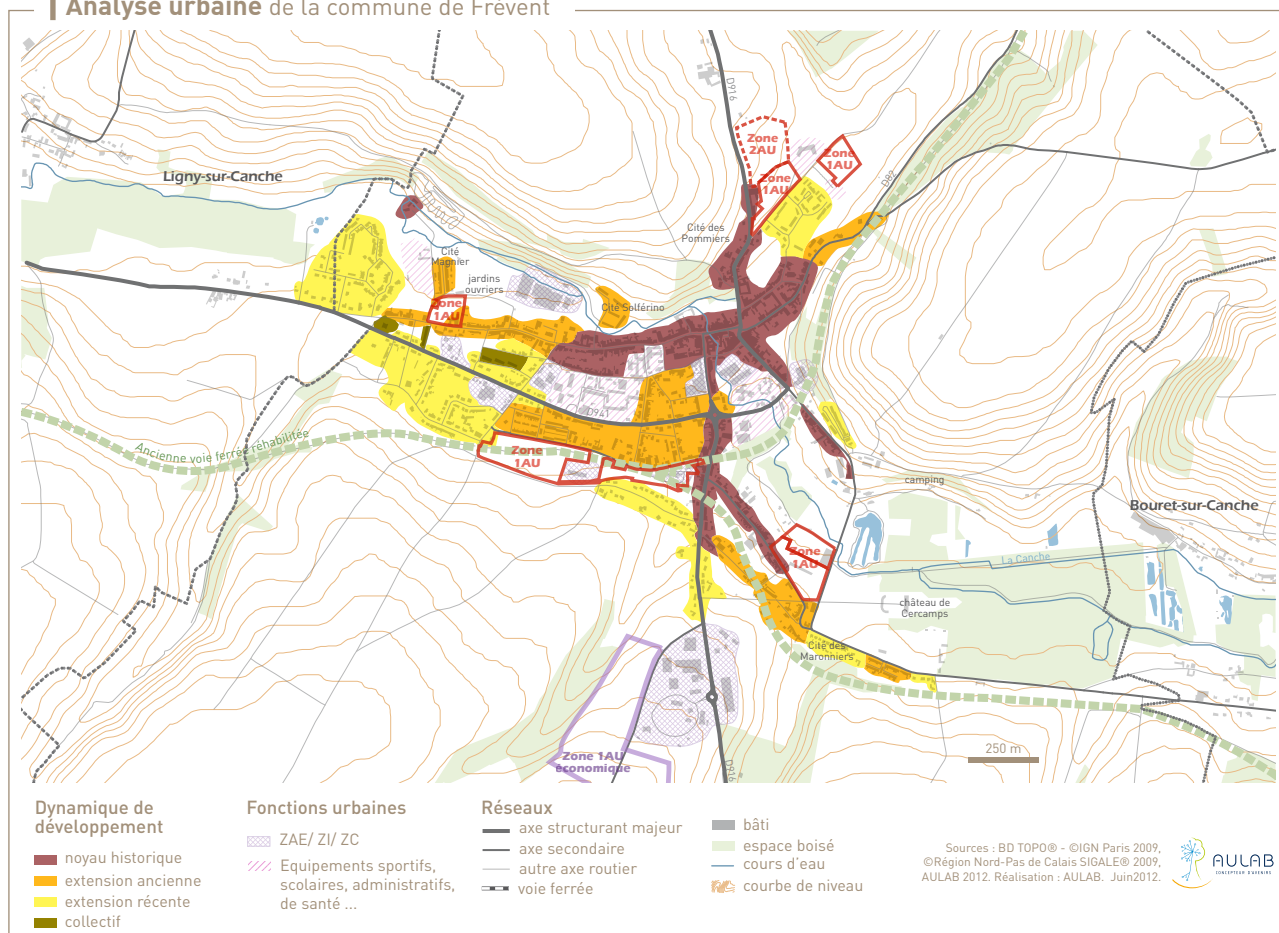 Analyse urbaine de la commune de Frévent
D916
Zone
2AU
Zone
1AU
Zone
1AU
D82
Ligny-sur-Canche
Cité des
Pommiers
Cité
Magnier
jardins
ouvriers
Zone
1AU
Cité Solférino
D941
Ancienne voie ferrée réhabilitée
Zone
1AU
camping
Bouret-sur-Canche
Zone
1AU
La Canche
château de
Cercamps
Cité des
Maronniers
250 m
Zone 1AU
économique
D916
Dynamique de
développement
noyau historique
extension ancienne
extension récente
collectif
Fonctions urbaines
ZAE/ ZI/ ZC
Equipements sportifs,
scolaires, administratifs,
de santé ...
Réseaux
axe structurant majeur
axe secondaire
autre axe routier
voie ferrée
bâti
espace boisé
cours d'eau
courbe de niveau
Sources : BD TOPO® - ©IGN Paris 2009,
©Région Nord-Pas de Calais SIGALE® 2009,
AULAB 2012. Réalisation : AULAB. Juin2012.
AULAB
CONCEPTEUR D'AVENIRS